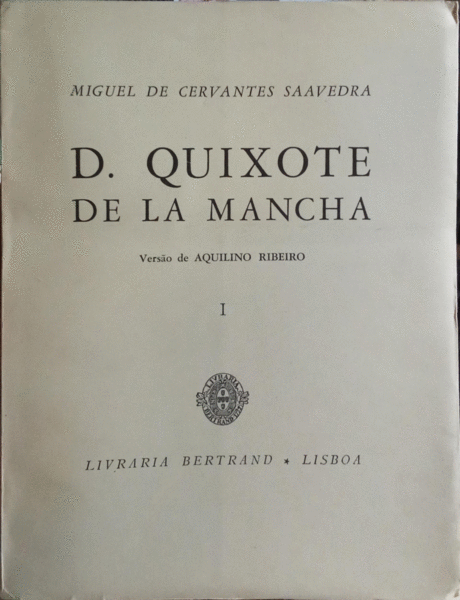 MIGUEL DE CERVANTES SAAVEDRA
D. QUIXOTE
DE LA MANCHA
Versão de AQUILINO RIBEIRO
I
LIVRARIA
BERTRAND
LIVRARIA BERTRAND ★ LISBOA